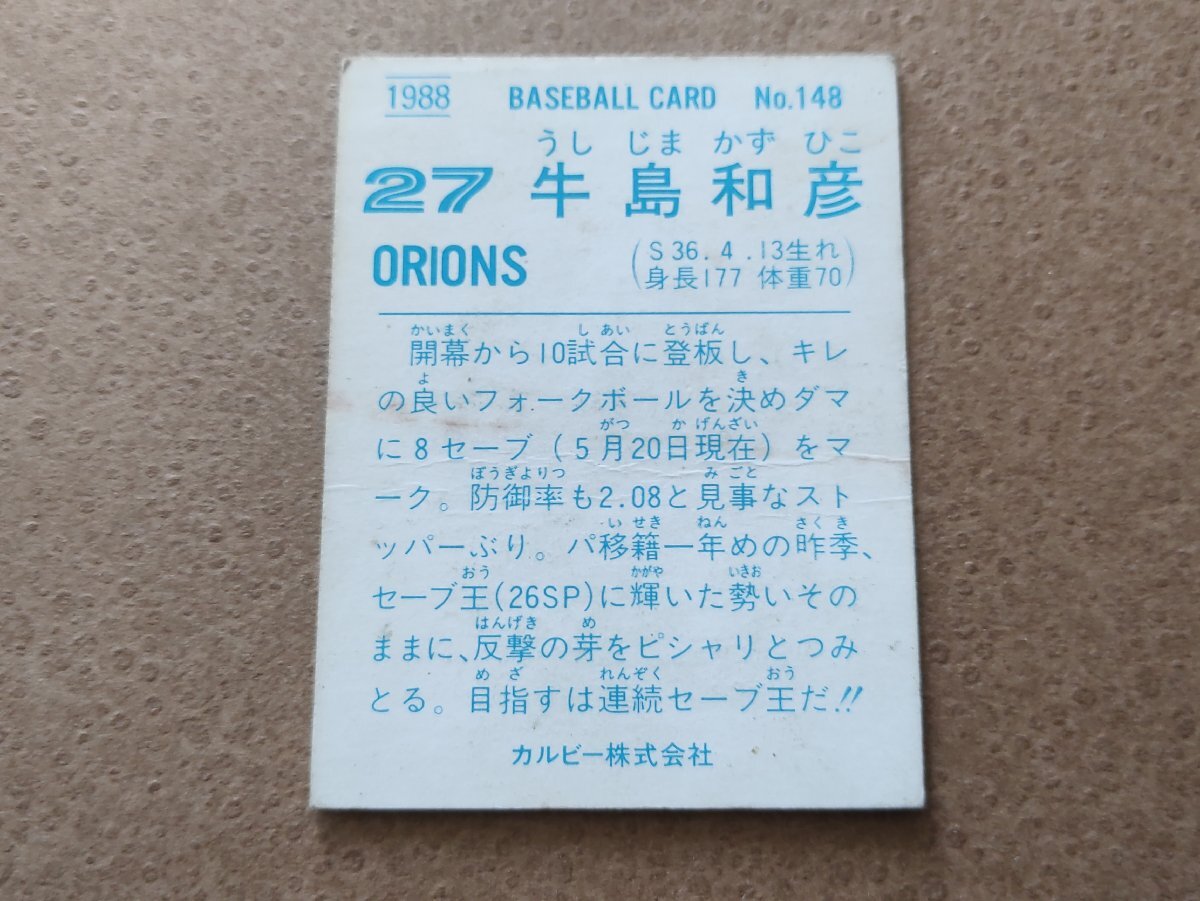 1988 BASEBALL CARD No.148
うし じま かず ひこ
27 牛島和彦
ORIONS
(S36.4.13生れ
身長177 体重70)
かいまく しあい とうばん
開幕から10試合に登板し、キレ
よ き
の良いフォークボールを決めダマ
がつ か げんざい
に8セーブ(5月20日現在)をマ
ぼうぎよりつ みごと
ーク。防御率も2.08と見事なスト
いせき ねん さくき
ッパーぶり。パ移籍一年めの昨季、
おう かがや いきお
セーブ王(26SP)に輝いた勢いその
はんげき め
ままに、反撃の芽をピシャリとつみ
めざ れんぞく おう
とる。目指すは連続セーブ王だ!!
カルビー株式会社